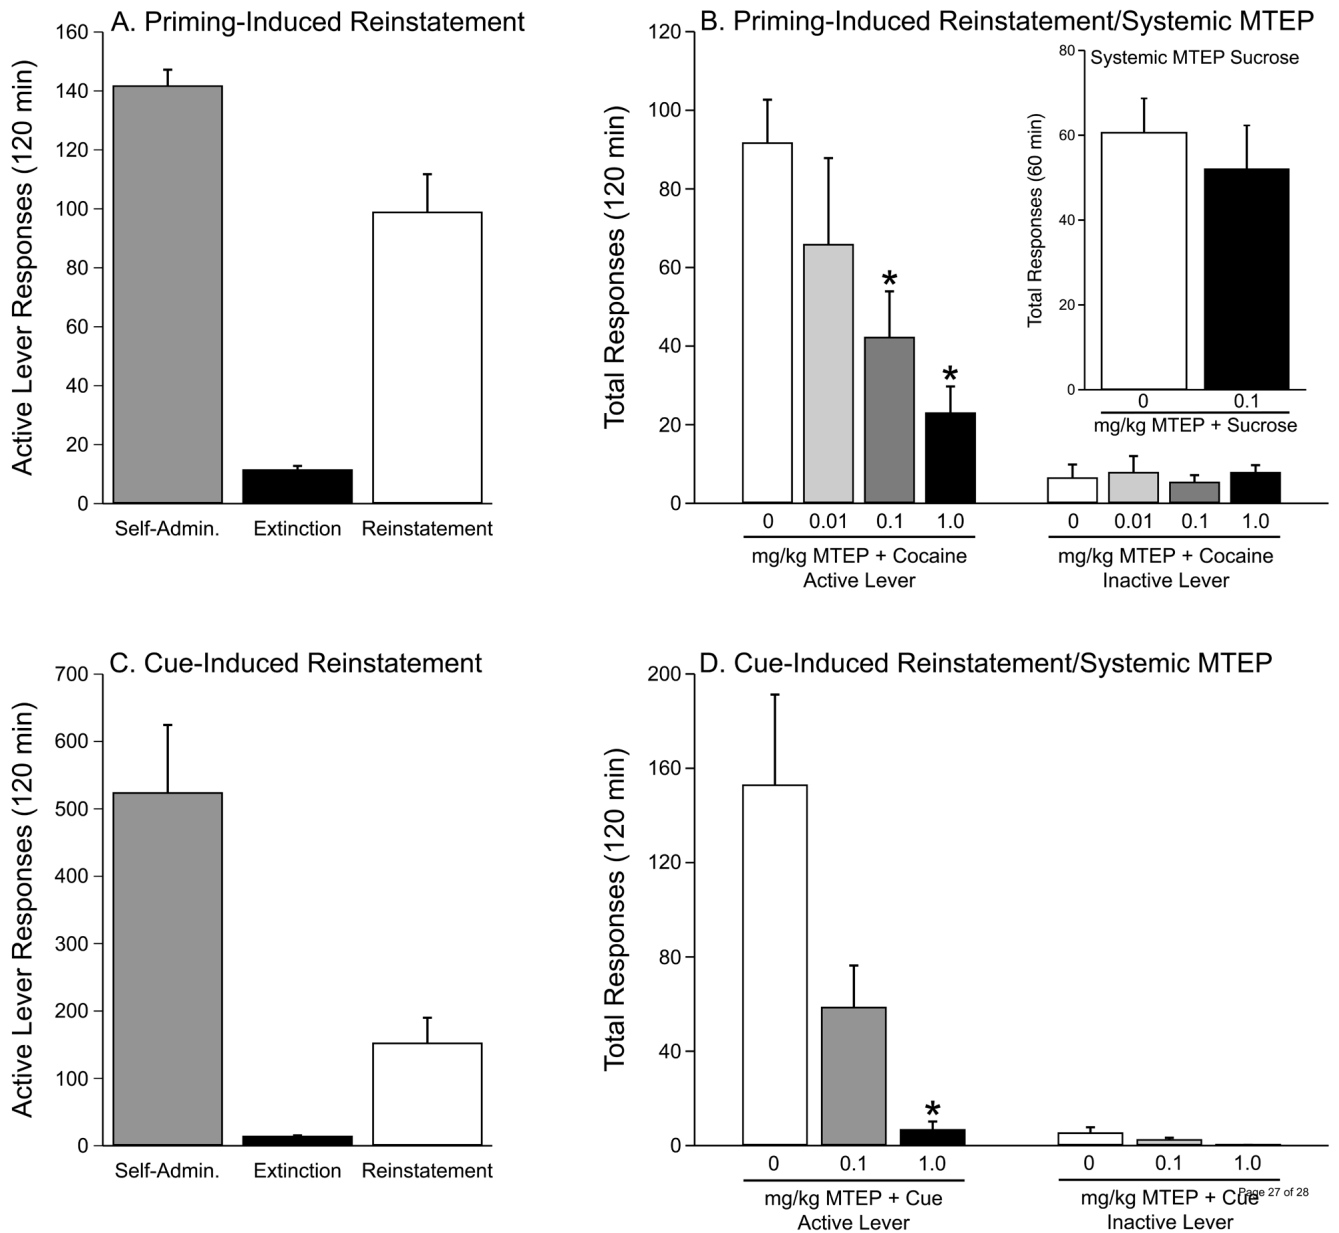 A. Priming-Induced Reinstatement
Active Lever Responses (120 min)
160
140
120
100
80
60
40
20
0
Self-Admin. Extinction Reinstatement
B. Priming-Induced Reinstatement/Systemic MTEP
Total Responses (120 min)
120
100
80
60
40
20
0
*
*
0 0.01 0.1 1.0
mg/kg MTEP + Cocaine
Active Lever
0 0.01 0.1 1.0
mg/kg MTEP + Cocaine
Inactive Lever
Systemic MTEP Sucrose
Total Responses (60 min)
80
60
40
20
0
0 0.1
mg/kg MTEP + Sucrose
C. Cue-Induced Reinstatement
Active Lever Responses (120 min)
700
600
500
400
300
200
100
0
Self-Admin. Extinction Reinstatement
D. Cue-Induced Reinstatement/Systemic MTEP
Total Responses (120 min)
200
160
120
80
40
0
*
0 0.1 1.0
mg/kg MTEP + Cue
Active Lever
0 0.1 1.0
mg/kg MTEP + Cue
Inactive Lever
Page 27 of 28